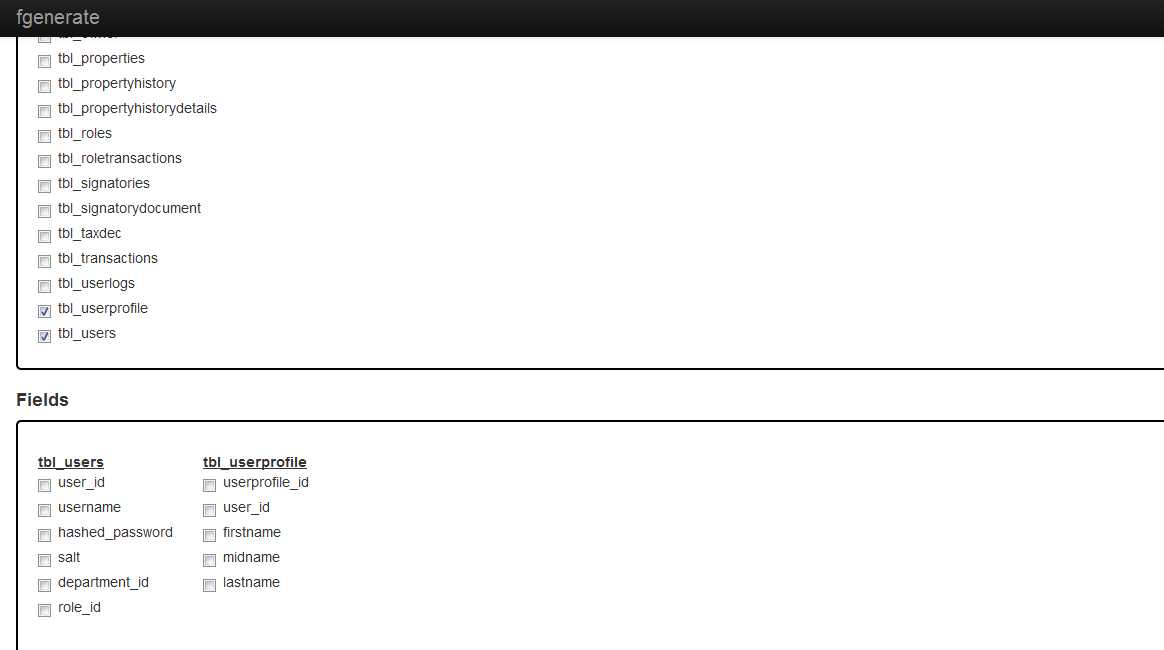 fgenerate
tbl_properties
tbl_propertyhistory
tbl_propertyhistorydetails
tbl_roles
tbl_roletransactions
tbl_signatories
tbl_signatorydocument
tbl_taxdec
tbl_transactions
tbl_userlogs
tbl_userprofile
tbl_users
Fields
tbl_users tbl_userprofile
user_id userprofile_id
username user_id
hashed_password firstname
salt midname
department_id lastname
role_id